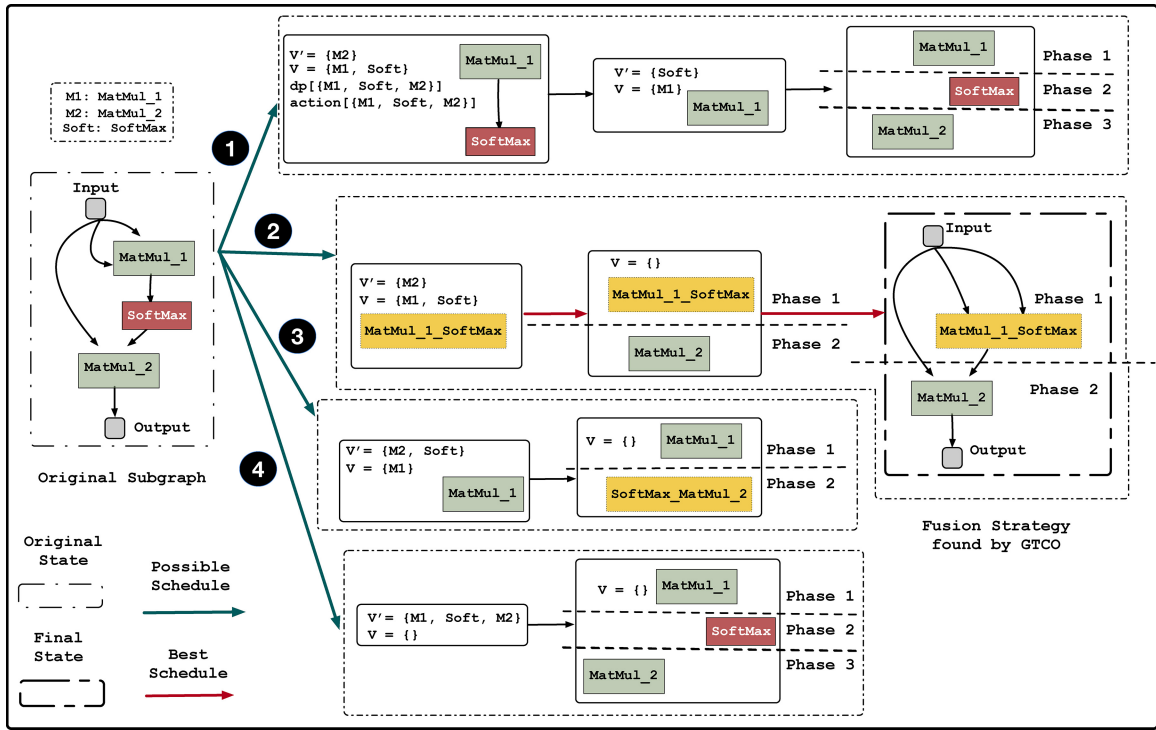 M1: MatMul_1
M2: MatMul_2
Soft: SoftMax
Input
MatMul_1
SoftMax
MatMul_2
Output
Original Subgraph
Original
State
Possible
Schedule
Final
State
Best
Schedule
1
V'= {M2}
V = {M1, Soft}
dp[{M1, Soft, M2}]
action[{M1, Soft, M2}]
MatMul_1
SoftMax
V'= {Soft}
V = {M1}
MatMul_1
MatMul_1
Phase 1
SoftMax
Phase 2
MatMul_2
Phase 3
2
V'= {M2}
V = {M1, Soft}
MatMul_1_SoftMax
V = {}
MatMul_1_SoftMax
Phase 1
MatMul_2
Phase 2
Input
Phase 1
MatMul_1_SoftMax
Phase 2
MatMul_2
Output
Fusion Strategy
found by GTCO
3
V'= {M2, Soft}
V = {M1}
MatMul_1
V = {}
MatMul_1
Phase 1
SoftMax_MatMul_2
Phase 2
4
V'= {M1, Soft, M2}
V = {}
V = {}
MatMul_1
Phase 1
SoftMax
Phase 2
MatMul_2
Phase 3